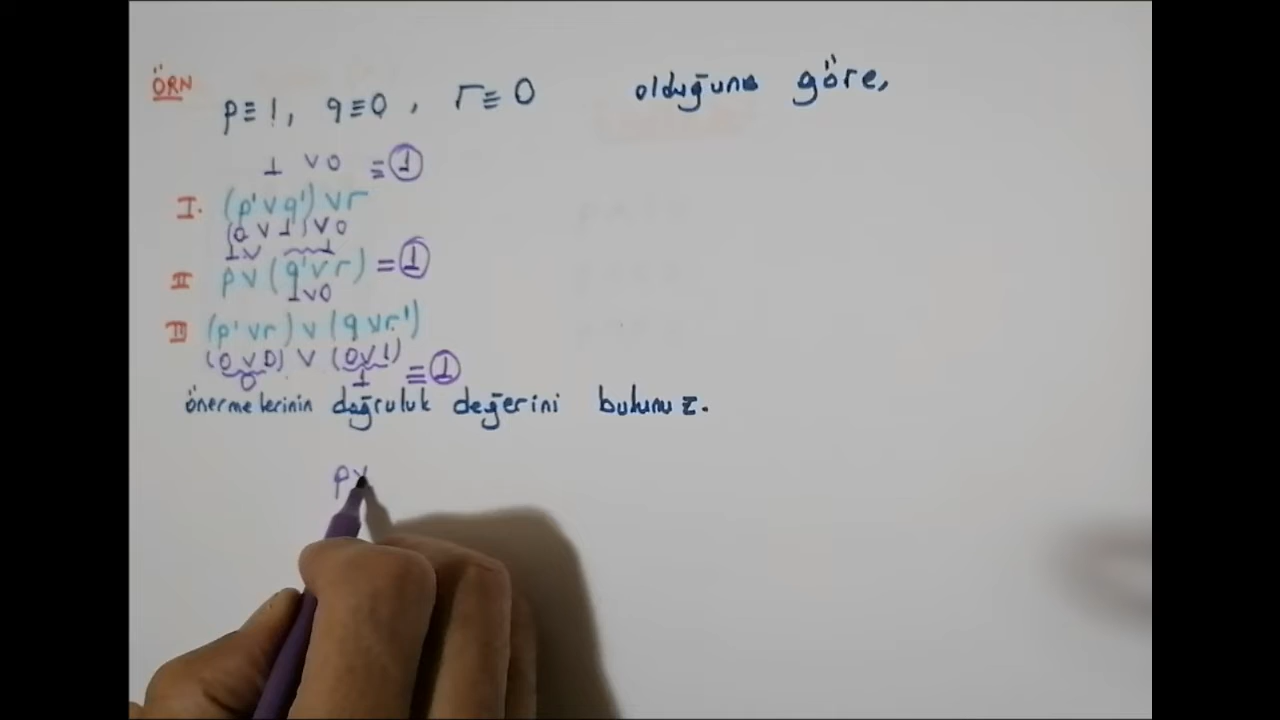 ÖRN
p≡1, q≡0, r≡0 olduğuna göre,
1 ∨ 0 ≡ 1
I. (p' ∨ q') ∨ r
(0 ∨ 1) ∨ 0
1 ∨ 1
II p ∨ (q' ∨ r) = 1
1 ∨ 0
III (p' ∨ r) ∨ (q ∨ r')
(0 ∨ 0) ∨ (0 ∨ 1) ≡ 1
0 1
önermelerinin doğruluk değerini bulunuz.
p ∨